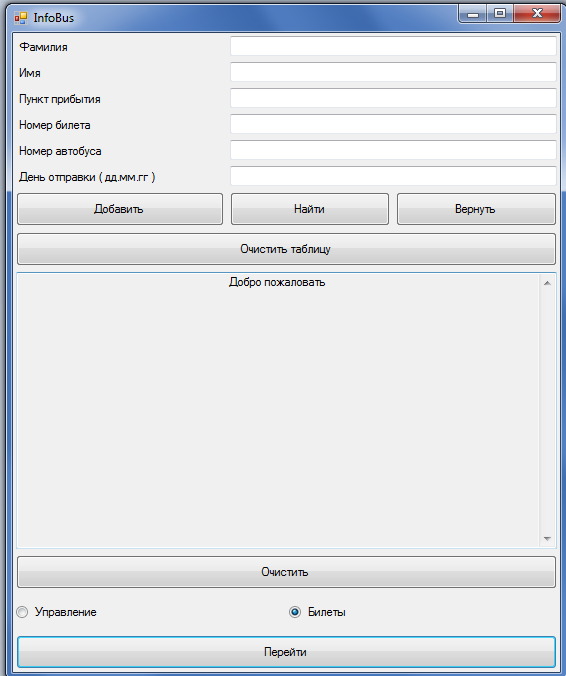 InfoBus
Фамилия
Имя
Пункт прибытия
Номер билета
Номер автобуса
День отправки ( дд.мм.гг )
Добавить Найти Вернуть
Очистить таблицу
Добро пожаловать
Очистить
Управление Билеты
Перейти